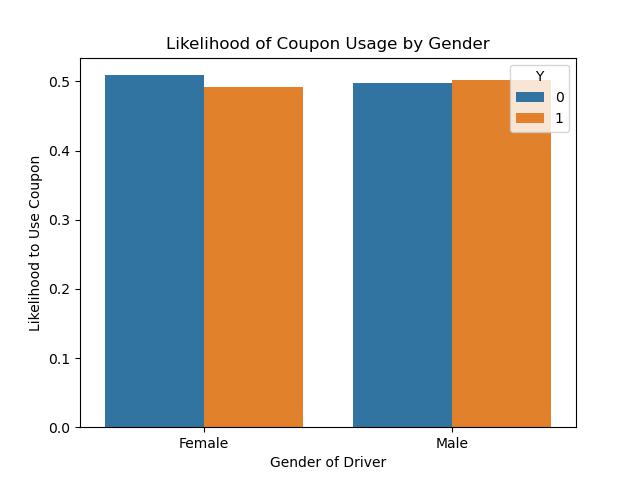 Likelihood of Coupon Usage by Gender
Likelihood to Use Coupon
0.5
0.4
0.3
0.2
0.1
0.0
Y
0
1
Female Male
Gender of Driver